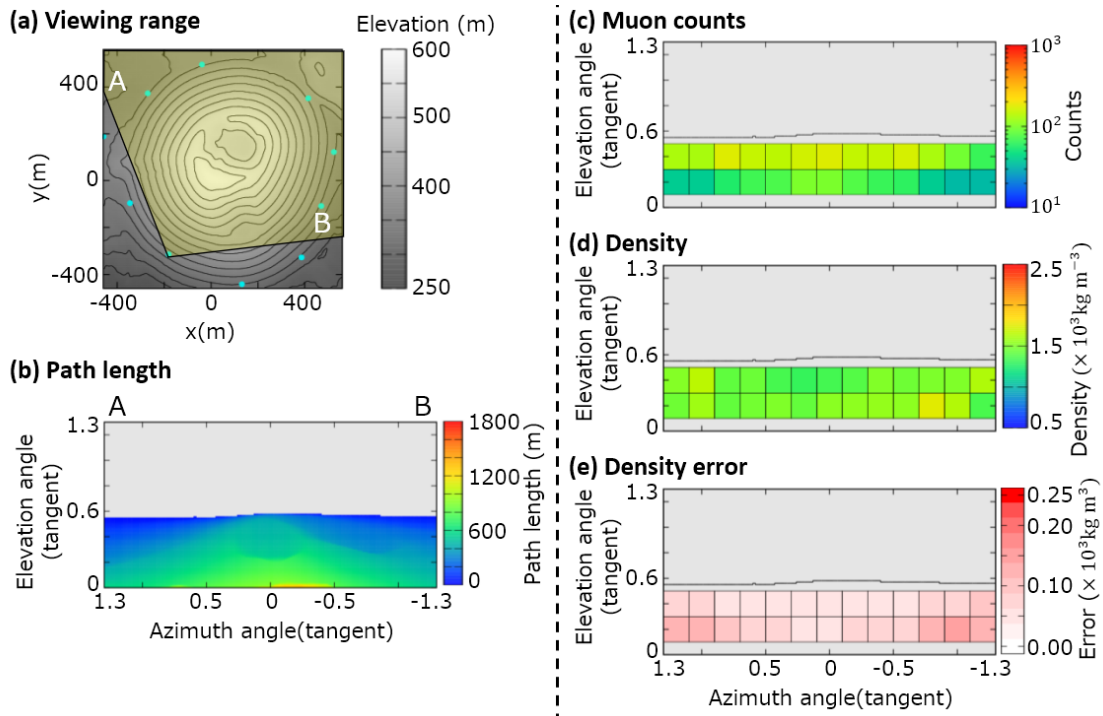 (a) Viewing range
Elevation (m)
600
500
400
250
A
B
400
0
-400
y(m)
-400
0
400
x(m)
(b) Path length
A
B
1.3
0.6
0
Elevation angle
(tangent)
1800
1200
600
0
Path length (m)
1.3
0.5
0
-0.5
-1.3
Azimuth angle(tangent)
(c) Muon counts
1.3
0.6
0
Elevation angle
(tangent)
10³
10²
10¹
Counts
(d) Density
1.3
0.6
0
Elevation angle
(tangent)
2.5
1.5
0.5
Density (× 10³kg m⁻³)
(e) Density error
1.3
0.6
0
Elevation angle
(tangent)
0.25
0.20
0.10
0.00
Error (× 10³kg m³)
1.3
0.5
0
-0.5
-1.3
Azimuth angle(tangent)